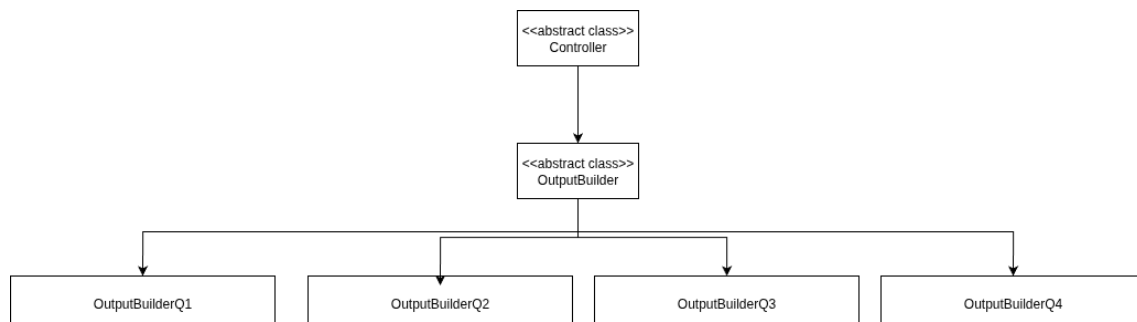 <<abstract class>>
Controller
<<abstract class>>
OutputBuilder
OutputBuilderQ1
OutputBuilderQ2
OutputBuilderQ3
OutputBuilderQ4